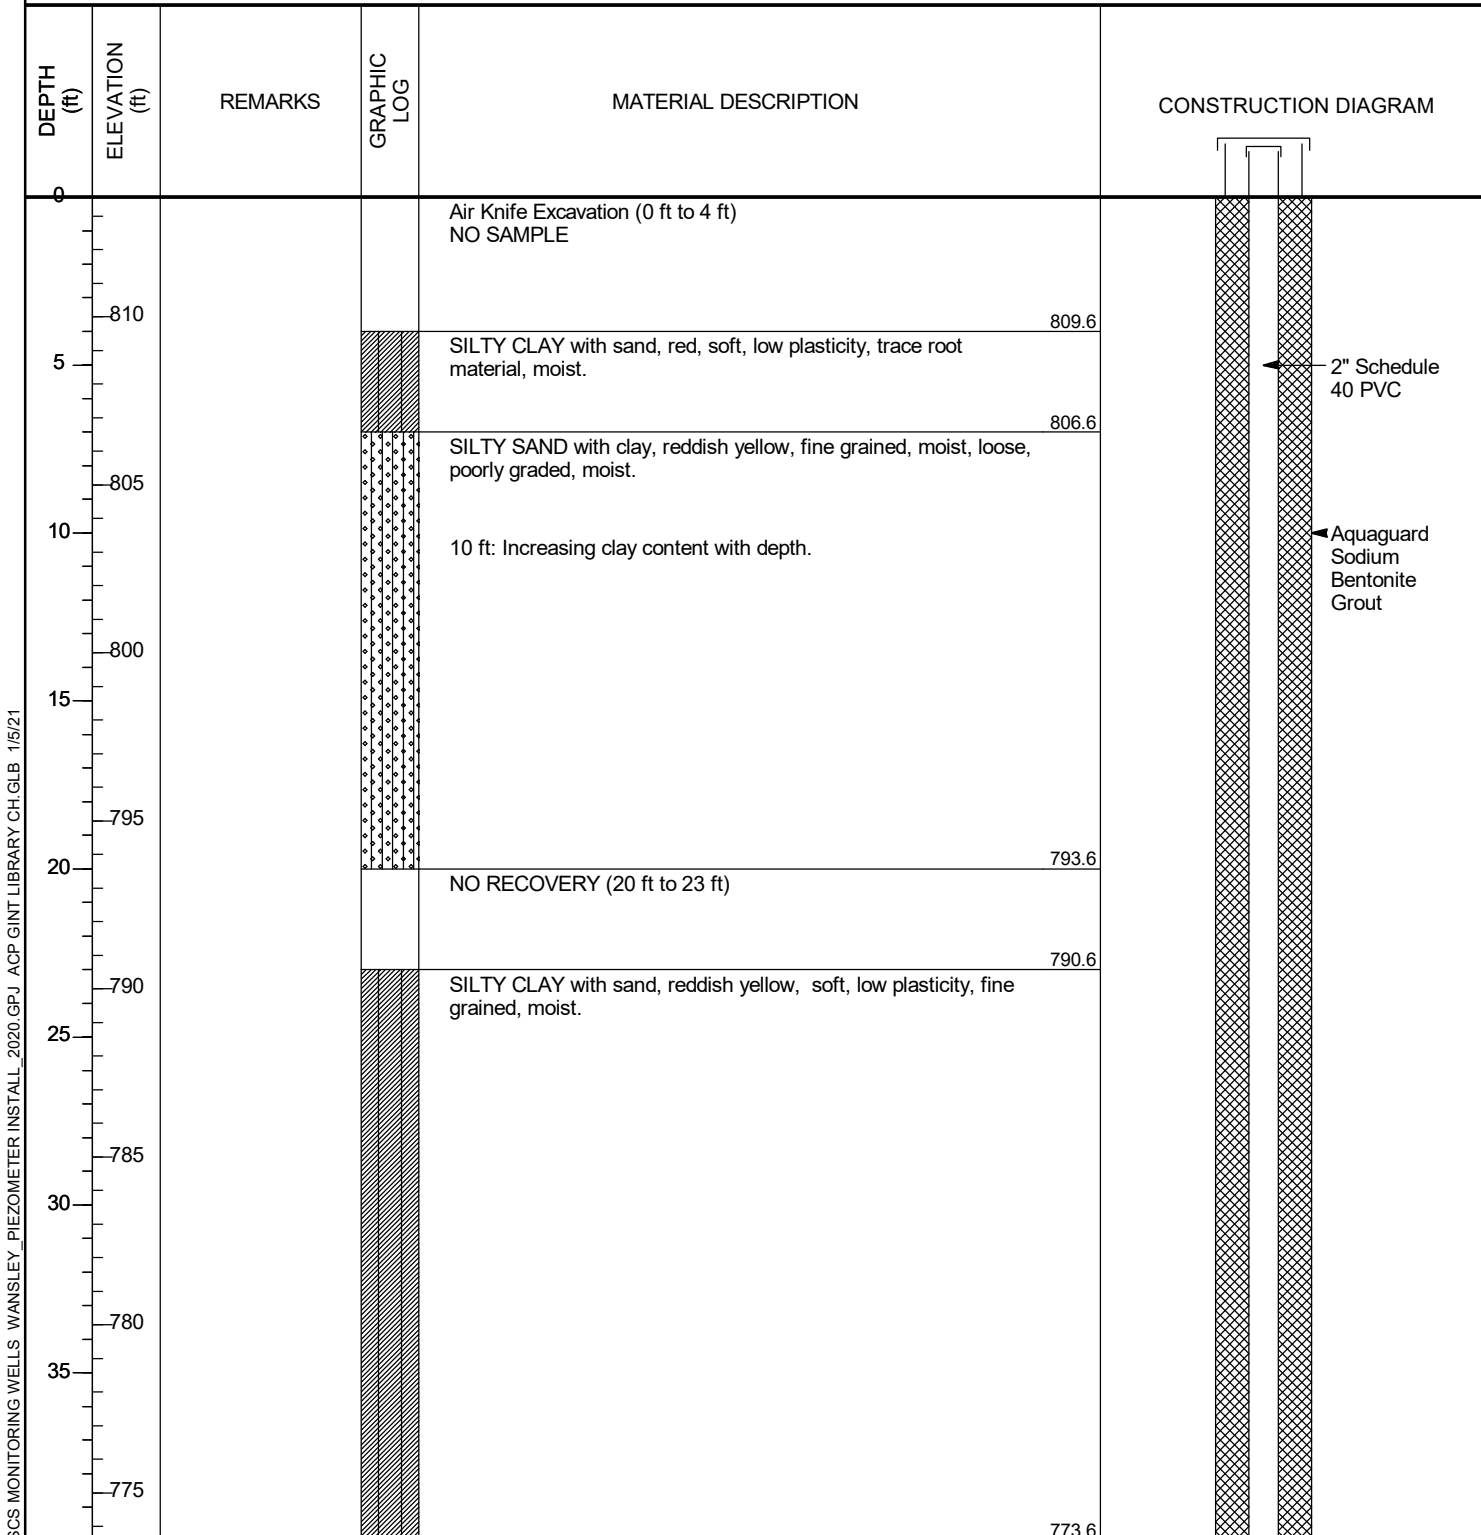 DEPTH
(ft)
ELEVATION
(ft)
REMARKS
GRAPHIC
LOG
MATERIAL DESCRIPTION
CONSTRUCTION DIAGRAM
0
Air Knife Excavation (0 ft to 4 ft)
NO SAMPLE
810
809.6
SILTY CLAY with sand, red, soft, low plasticity, trace root
material, moist.
5
2" Schedule
40 PVC
806.6
SILTY SAND with clay, reddish yellow, fine grained, moist, loose,
poorly graded, moist.
805
10
10 ft: Increasing clay content with depth.
Aquaguard
Sodium
Bentonite
Grout
800
15
795
20
793.6
NO RECOVERY (20 ft to 23 ft)
790.6
SILTY CLAY with sand, reddish yellow,  soft, low plasticity, fine
grained, moist.
790
25
785
30
780
35
775
773.6
SCS MONITORING WELLS WANSLEY_PIEZOMETER INSTALL_2020.GPJ ACP GINT LIBRARY CH.GLB 1/5/21